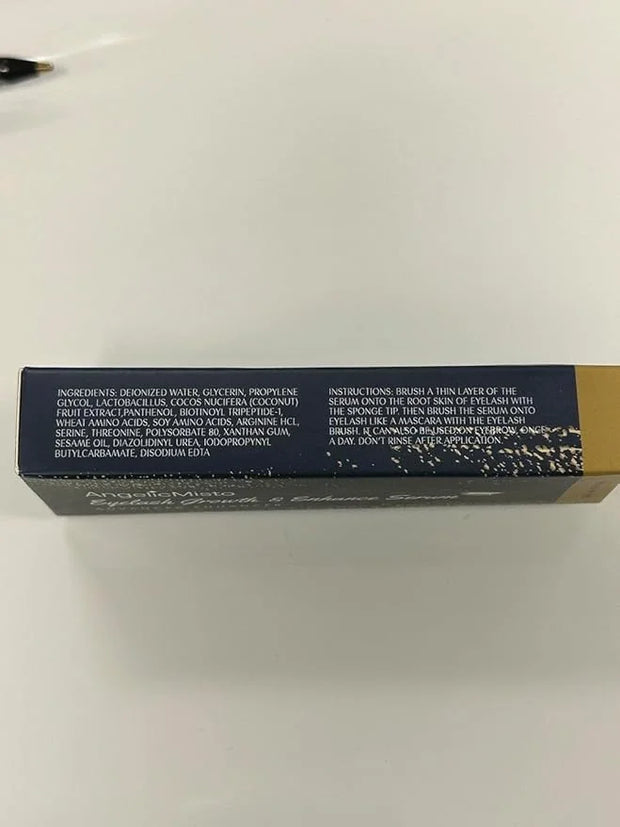 INGREDIENTS: DEIONIZED WATER, GLYCERIN, PROPYLENE
GLYCOL, LACTOBACILLUS, COCOS NUCIFERA (COCONUT)
FRUIT EXTRACT,PANTHENOL, BIOTINOYL TRIPEPTIDE-1,
WHEAT AMINO ACIDS, SOY AMINO ACIDS, ARGININE HCL,
SERINE, THREONINE, POLYSORBATE 80, XANTHAN GUM,
SESAME OIL, DIAZOLIDINYL UREA, IODOPROPYNYL
BUTYLCARBAMATE, DISODIUM EDTA
INSTRUCTIONS: BRUSH A THIN LAYER OF THE
SERUM ONTO THE ROOT SKIN OF EYELASH WITH
THE SPONGE TIP. THEN BRUSH THE SERUM ONTO
EYELASH LIKE A MASCARA WITH THE EYELASH
BRUSH. IT CAN ALSO BE USED ON EYEBROW, ONCE
A DAY. DON'T RINSE AFTER APPLICATION.
AngelicMisto
Eyelash Growth & Enhance Serum